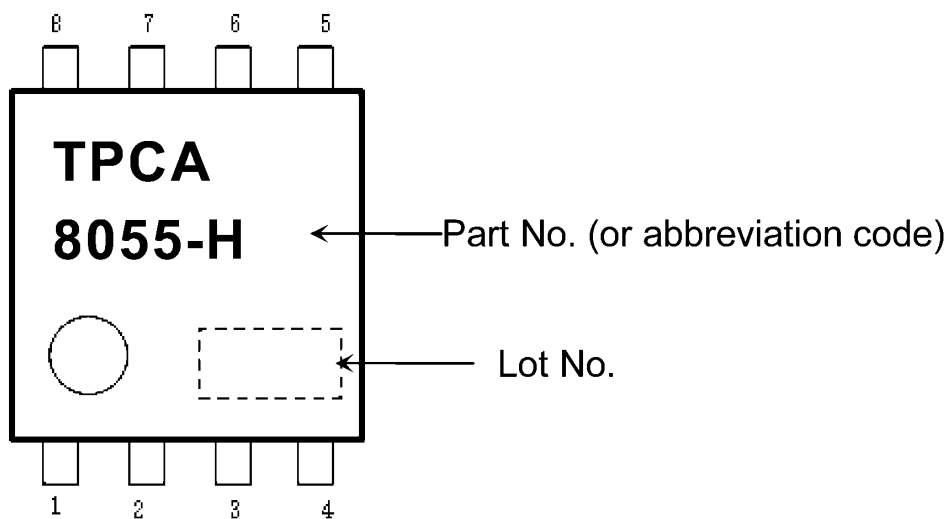 8 7 6 5
TPCA
8055-H
Part No. (or abbreviation code)
Lot No.
1 2 3 4